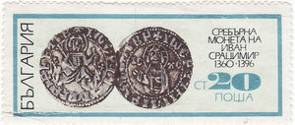 БЪЛГАРИЯ
СРЕБЪРНА
МОНЕТА НА
ИВАН
СРАЦИМИР
1360-1396
СТ 20
ПОЩА